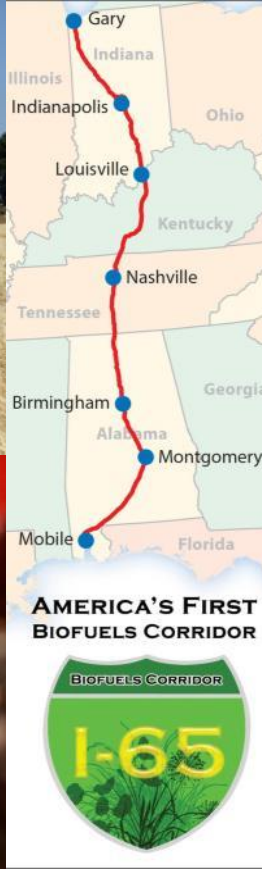 Gary
Indiana
Illinois
Indianapolis
Ohio
Louisville
Kentucky
Nashville
Tennessee
Georgia
Birmingham
Alabama
Montgomery
Mobile
Florida
AMERICA'S FIRST
BIOFUELS CORRIDOR
BIOFUELS CORRIDOR
I-65